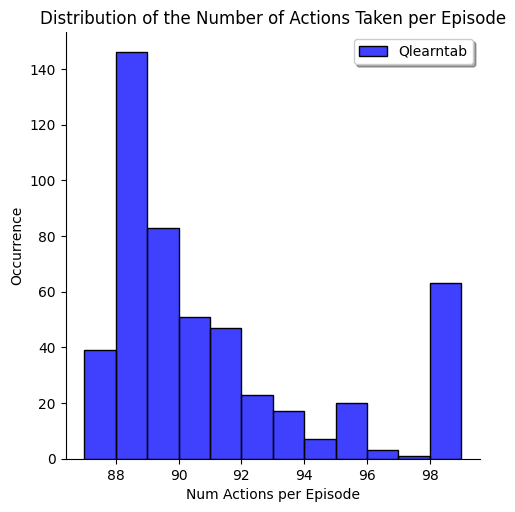 Distribution of the Number of Actions Taken per Episode
Qlearntab
Occurrence
140
120
100
80
60
40
20
0
88 90 92 94 96 98
Num Actions per Episode